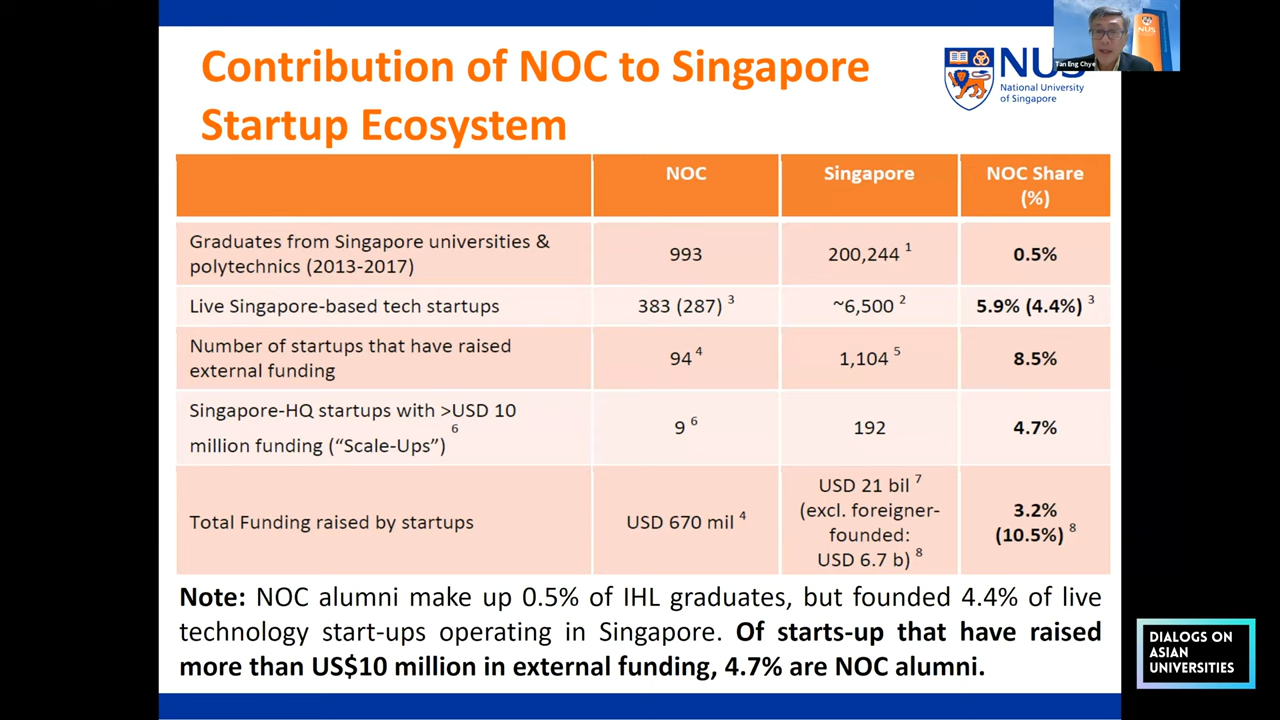 Contribution of NOC to Singapore
Startup Ecosystem
NUS
National University
of Singapore
NUS
Tan Eng Chye
NOC
Singapore
NOC Share
(%)
Graduates from Singapore universities &
polytechnics (2013-2017)
993
200,244 1
0.5%
Live Singapore-based tech startups
383 (287) 3
~6,500 2
5.9% (4.4%) 3
Number of startups that have raised
external funding
94 4
1,104 5
8.5%
Singapore-HQ startups with >USD 10
million funding (“Scale-Ups”) 6
9 6
192
4.7%
Total Funding raised by startups
USD 670 mil 4
USD 21 bil 7
(excl. foreigner-
founded:
USD 6.7 b) 8
3.2%
(10.5%) 8
Note: NOC alumni make up 0.5% of IHL graduates, but founded 4.4% of live
technology start-ups operating in Singapore. Of starts-up that have raised
more than US$10 million in external funding, 4.7% are NOC alumni.
DIALOGS ON
ASIAN
UNIVERSITIES